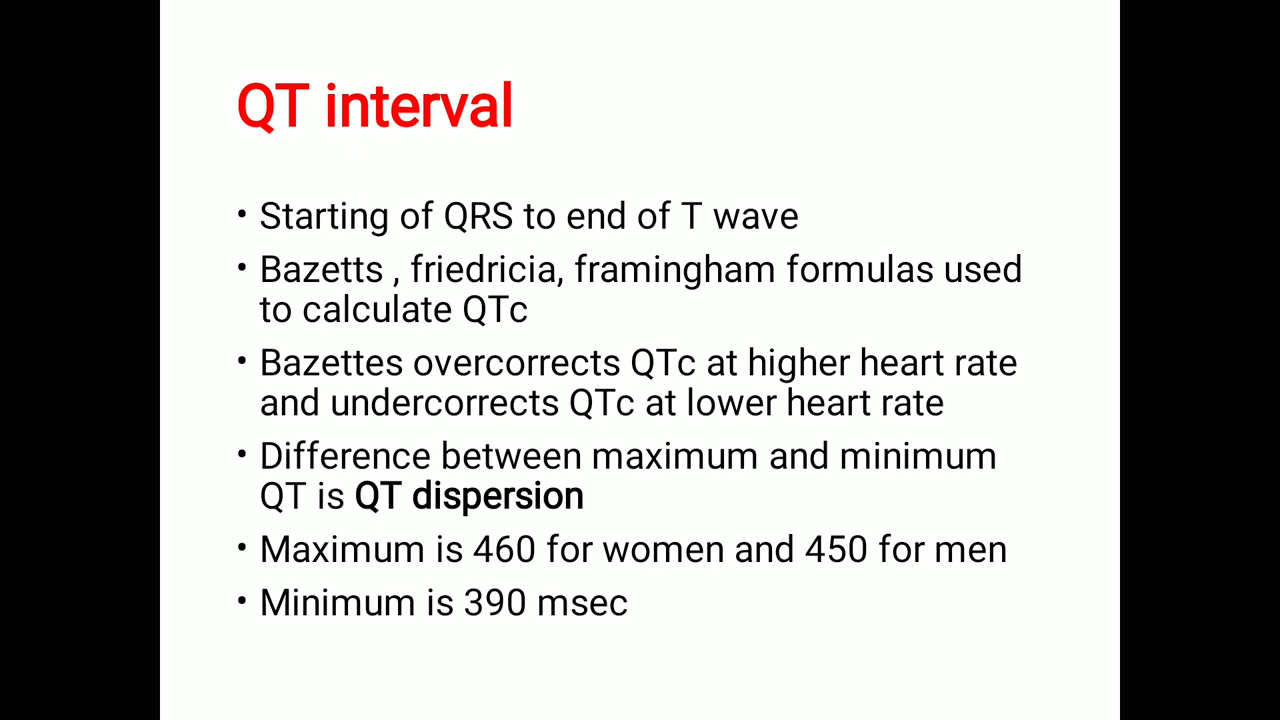 QT interval
• Starting of QRS to end of T wave
• Bazetts , friedricia, framingham formulas used
to calculate QTc
• Bazettes overcorrects QTc at higher heart rate
and undercorrects QTc at lower heart rate
• Difference between maximum and minimum
QT is QT dispersion
• Maximum is 460 for women and 450 for men
• Minimum is 390 msec